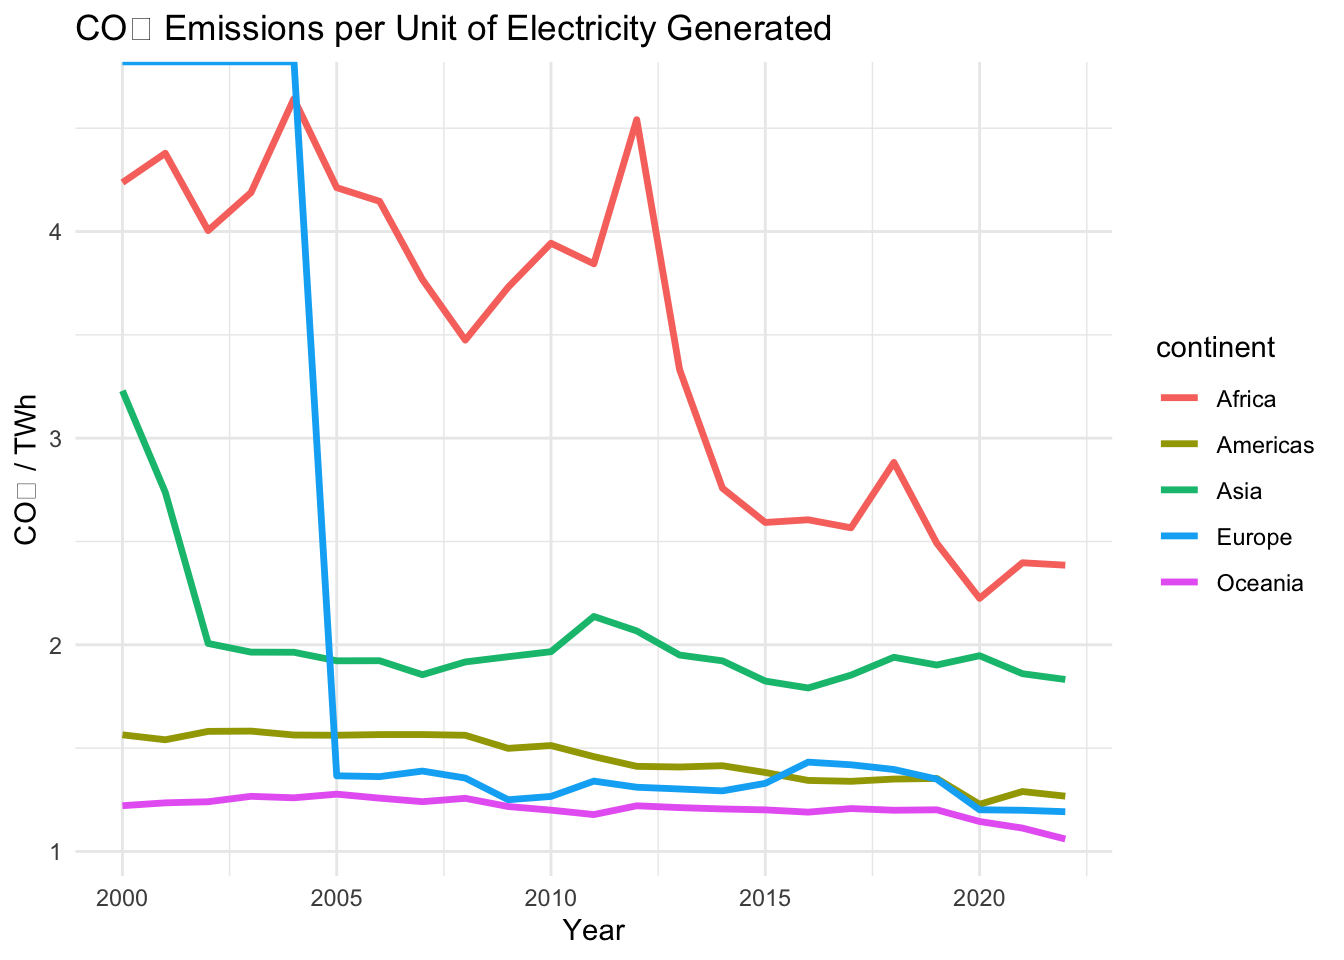 CO□ Emissions per Unit of Electricity Generated
CO□ / TWh
4
3
2
1
2000 2005 2010 2015 2020
Year
continent
Africa
Americas
Asia
Europe
Oceania